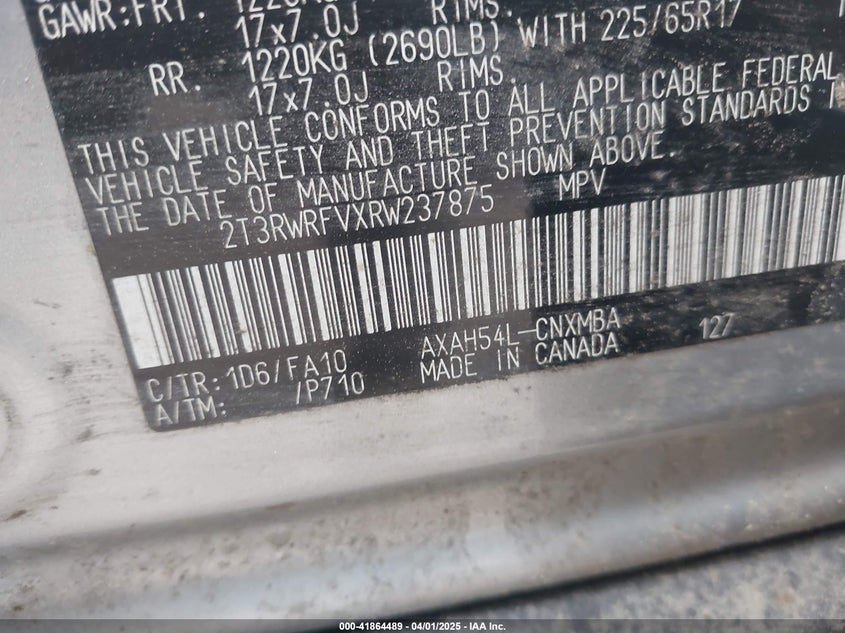 GAWR:FRT.
17x7.0J RIMS. WITH 225/65R17
RR. 1220KG (2690LB)
17x7.0J RIMS.
THIS VEHICLE CONFORMS TO ALL APPLICABLE FEDERAL
VEHICLE SAFETY AND THEFT PREVENTION STANDARDS
THE DATE OF MANUFACTURE SHOWN ABOVE.
2T3RWRFVXRW237875 MPV
C/TR: 1D6/FA10 AXAH54L-CNXMBA 127
A/TM: /P710 MADE IN CANADA
000-41864489 | 04/01/2025 - IAA Inc.